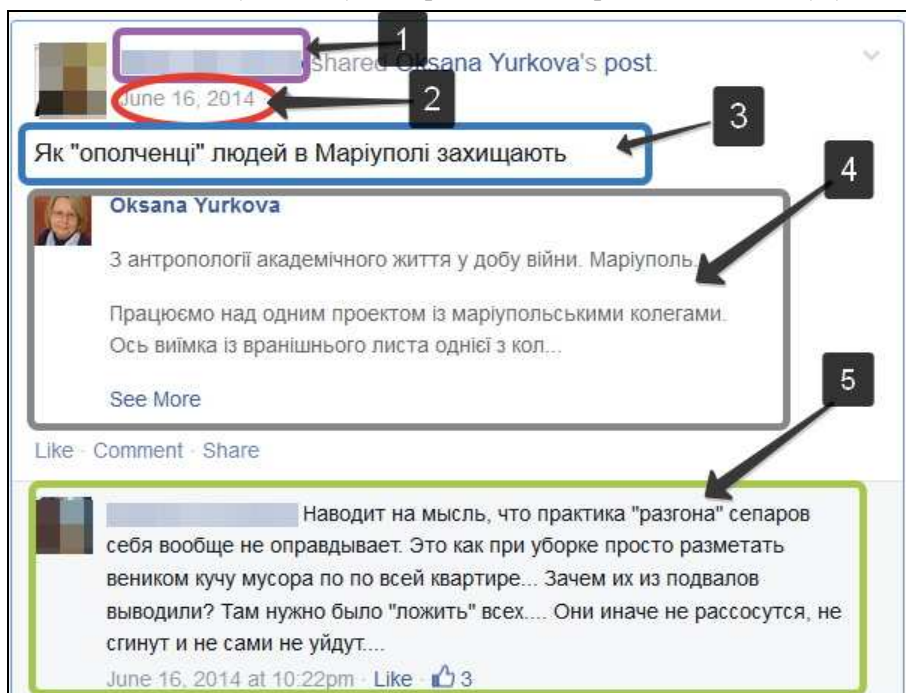 1
shared Oksana Yurkova's post.
June 16, 2014
2
3
Як "ополченці" людей в Маріуполі захищають
4
Oksana Yurkova
З антропології академічного життя у добу війни. Маріуполь.
Працюємо над одним проектом із маріупольськими колегами.
Ось виїмка із вранішнього листа однієї з кол...
See More
5
Like · Comment · Share
Наводит на мысль, что практика "разгона" сепаров
себя вообще не оправдывает. Это как при уборке просто разметать
веником кучу мусора по по всей квартире... Зачем их из подвалов
выводили? Там нужно было "ложить" всех.... Они иначе не рассосутся, не
сгинут и не сами не уйдут....
June 16, 2014 at 10:22pm · Like · 3